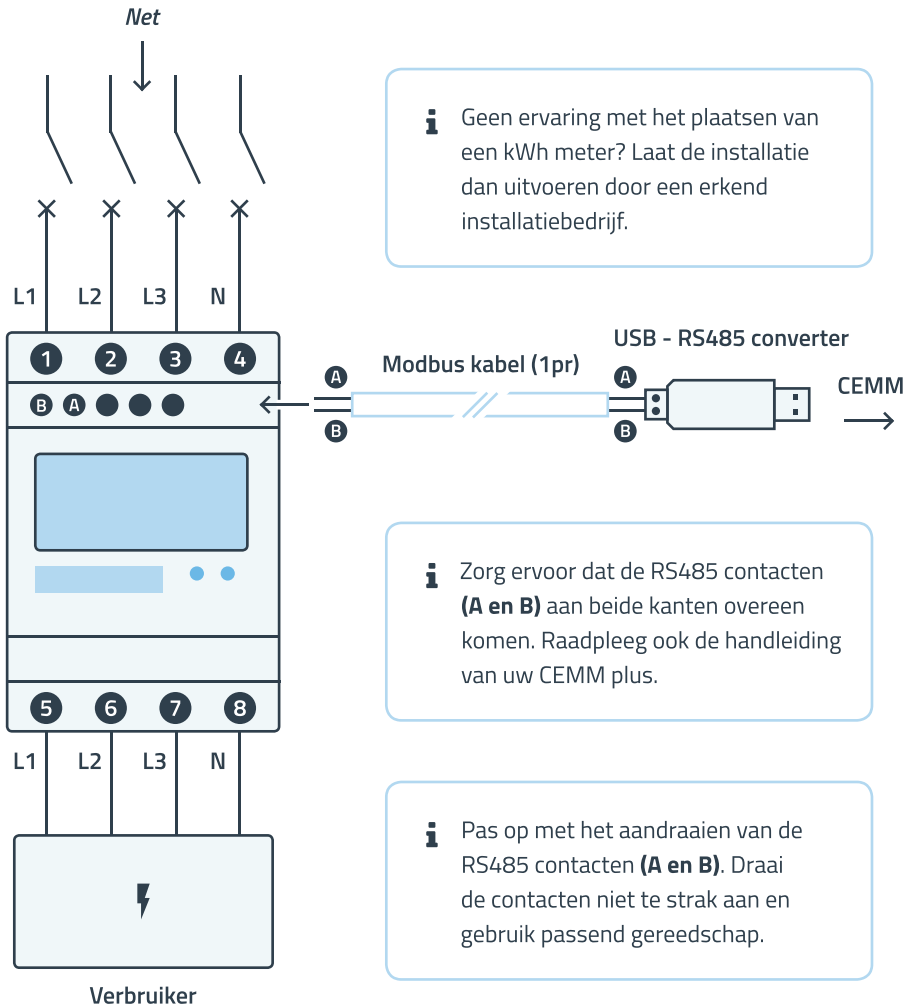 Net
Geen ervaring met het plaatsen van
een kWh meter? Laat de installatie
dan uitvoeren door een erkend
installatiebedrijf.
L1 L2 L3 N
1 2 3 4
USB - RS485 converter
Modbus kabel (1pr)
A A
CEMM
B A
B B
Zorg ervoor dat de RS485 contacten
(A en B) aan beide kanten overeen
komen. Raadpleeg ook de handleiding
van uw CEMM plus.
5 6 7 8
L1 L2 L3 N
Pas op met het aandraaien van de
RS485 contacten (A en B). Draai
de contacten niet te strak aan en
gebruik passend gereedschap.
Verbruiker